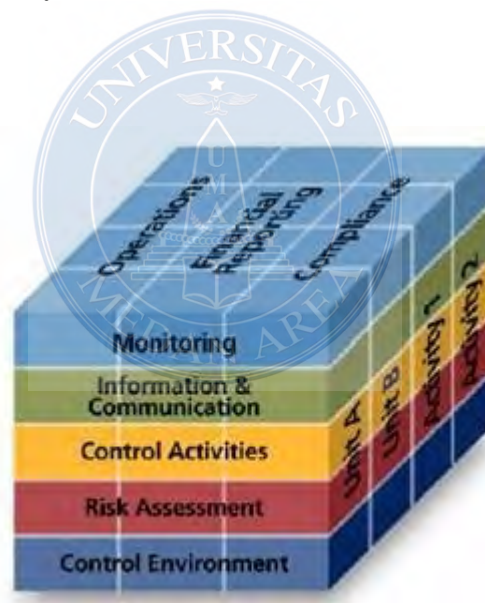 UNIVERSITAS
UMA
MEDAN AREA
Operations
Financial
Reporting
Compliance
Monitoring
Information &
Communication
Control Activities
Risk Assessment
Control Environment
Unit A
Unit B
Activity 1
Activity 2